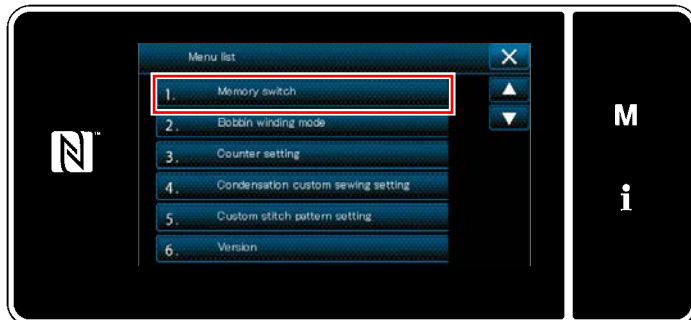 Menu list
1. Memory switch
2. Bobbin winding mode
3. Counter setting
4. Condensation custom sewing setting
5. Custom stitch pattern setting
6. Version
M
i